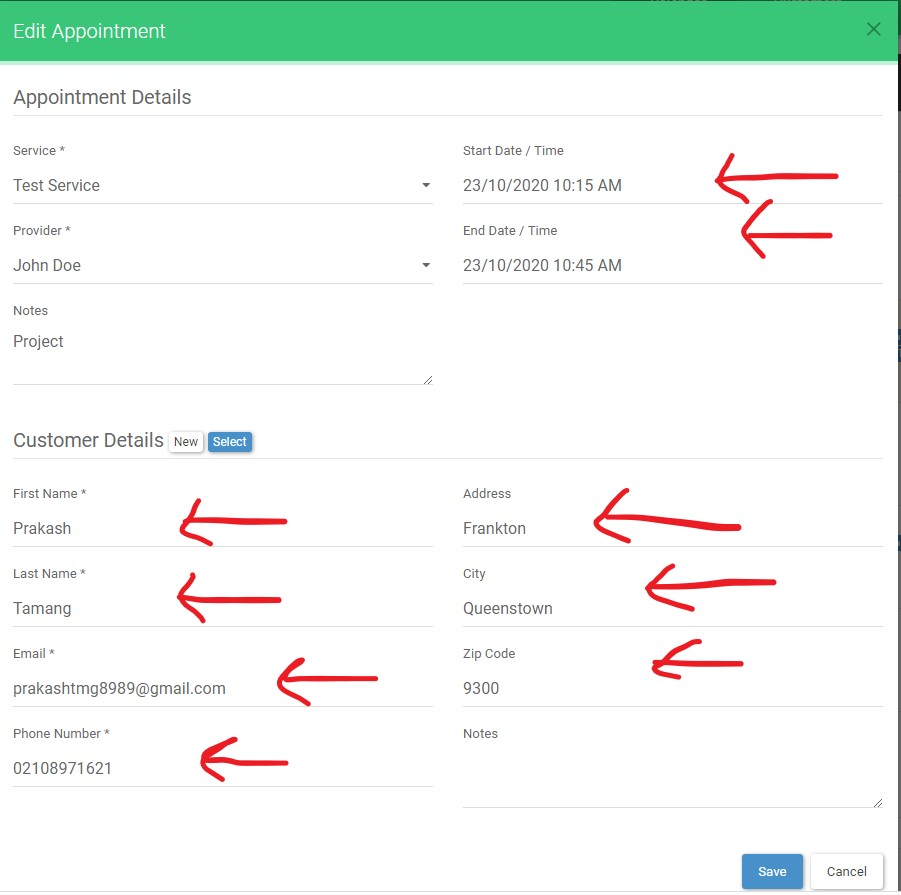 Edit Appointment
Appointment Details
Service *
Test Service
Start Date / Time
23/10/2020 10:15 AM
Provider *
John Doe
End Date / Time
23/10/2020 10:45 AM
Notes
Project
Customer Details New Select
First Name *
Prakash
Address
Frankton
Last Name *
Tamang
City
Queenstown
Email *
prakashtmg8989@gmail.com
Zip Code
9300
Phone Number *
02108971621
Notes
Save Cancel